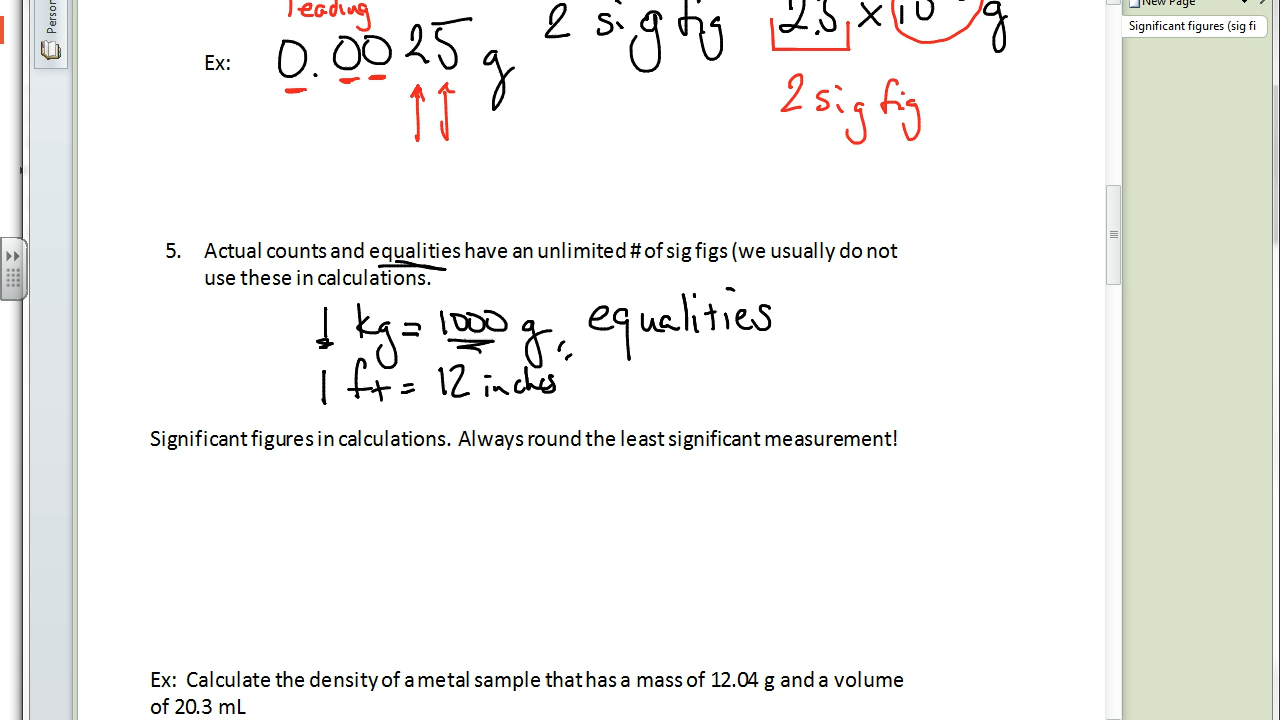 Person
New Page
Significant figures (sig fi
leading
Ex: 0.0025 g 2 sig fig 2.5 × 10 g
2 sig fig
5. Actual counts and equalities have an unlimited # of sig figs (we usually do not
use these in calculations.
1 kg = 1000 g equalities
1 ft = 12 inches
Significant figures in calculations. Always round the least significant measurement!
Ex: Calculate the density of a metal sample that has a mass of 12.04 g and a volume
of 20.3 mL